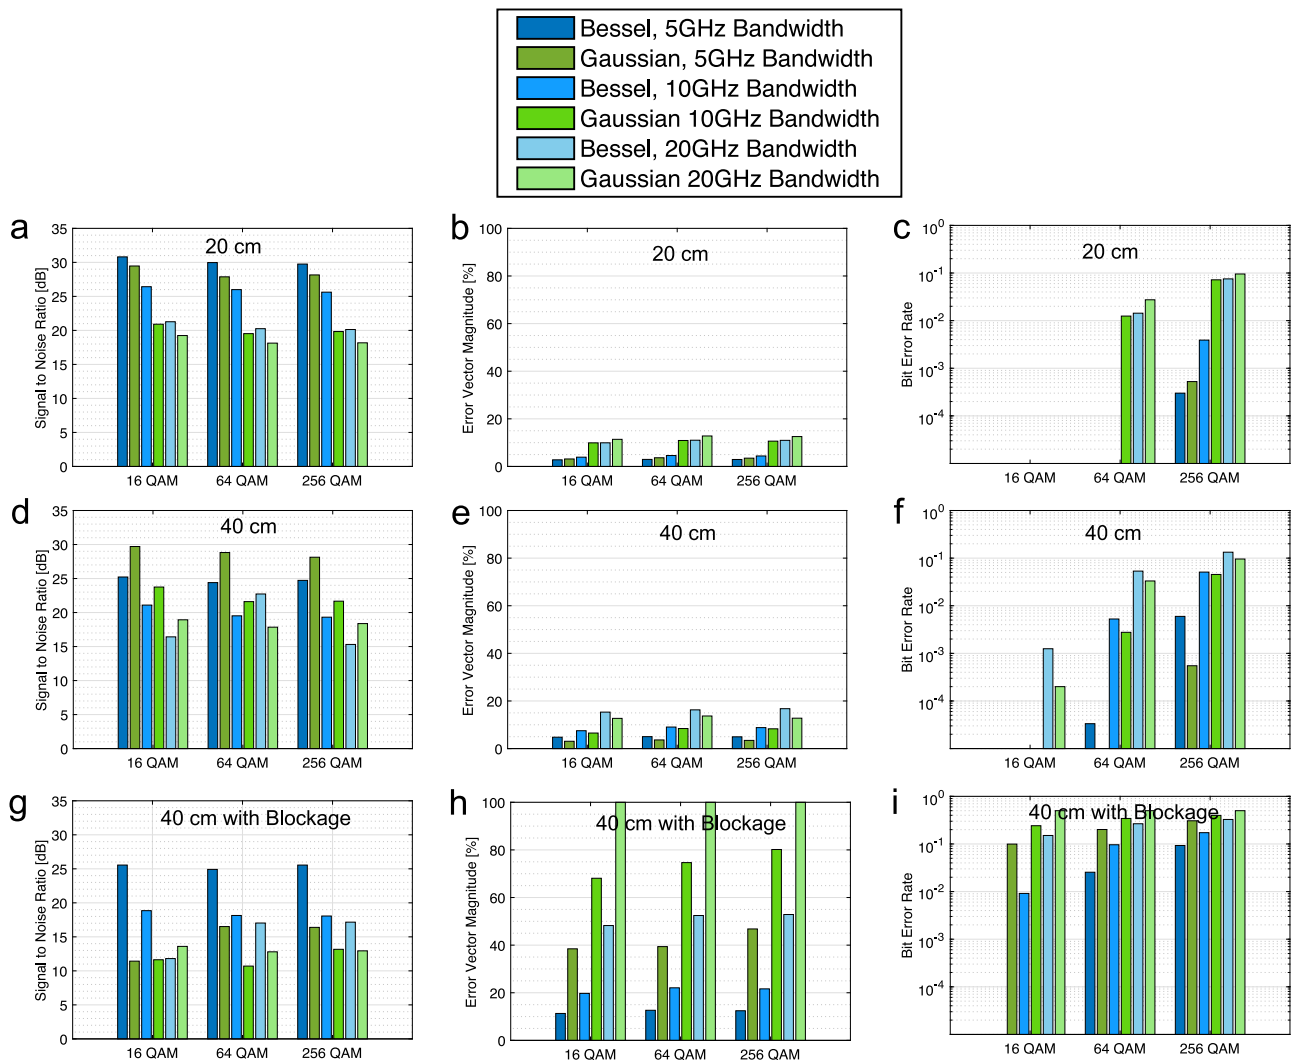 Bessel, 5GHz Bandwidth
Gaussian, 5GHz Bandwidth
Bessel, 10GHz Bandwidth
Gaussian 10GHz Bandwidth
Bessel, 20GHz Bandwidth
Gaussian 20GHz Bandwidth
a
20 cm
Signal to Noise Ratio [dB]
35
30
25
20
15
10
5
0
16 QAM 64 QAM 256 QAM
b
20 cm
Error Vector Magnitude [%]
100
80
60
40
20
0
16 QAM 64 QAM 256 QAM
c
20 cm
Bit Error Rate
10^0
10^-1
10^-2
10^-3
10^-4
16 QAM 64 QAM 256 QAM
d
40 cm
Signal to Noise Ratio [dB]
35
30
25
20
15
10
5
0
16 QAM 64 QAM 256 QAM
e
40 cm
Error Vector Magnitude [%]
100
80
60
40
20
0
16 QAM 64 QAM 256 QAM
f
40 cm
Bit Error Rate
10^0
10^-1
10^-2
10^-3
10^-4
16 QAM 64 QAM 256 QAM
g
40 cm with Blockage
Signal to Noise Ratio [dB]
35
30
25
20
15
10
5
0
16 QAM 64 QAM 256 QAM
h
40 cm with Blockage
Error Vector Magnitude [%]
100
80
60
40
20
0
16 QAM 64 QAM 256 QAM
i
40 cm with Blockage
Bit Error Rate
10^0
10^-1
10^-2
10^-3
10^-4
16 QAM 64 QAM 256 QAM